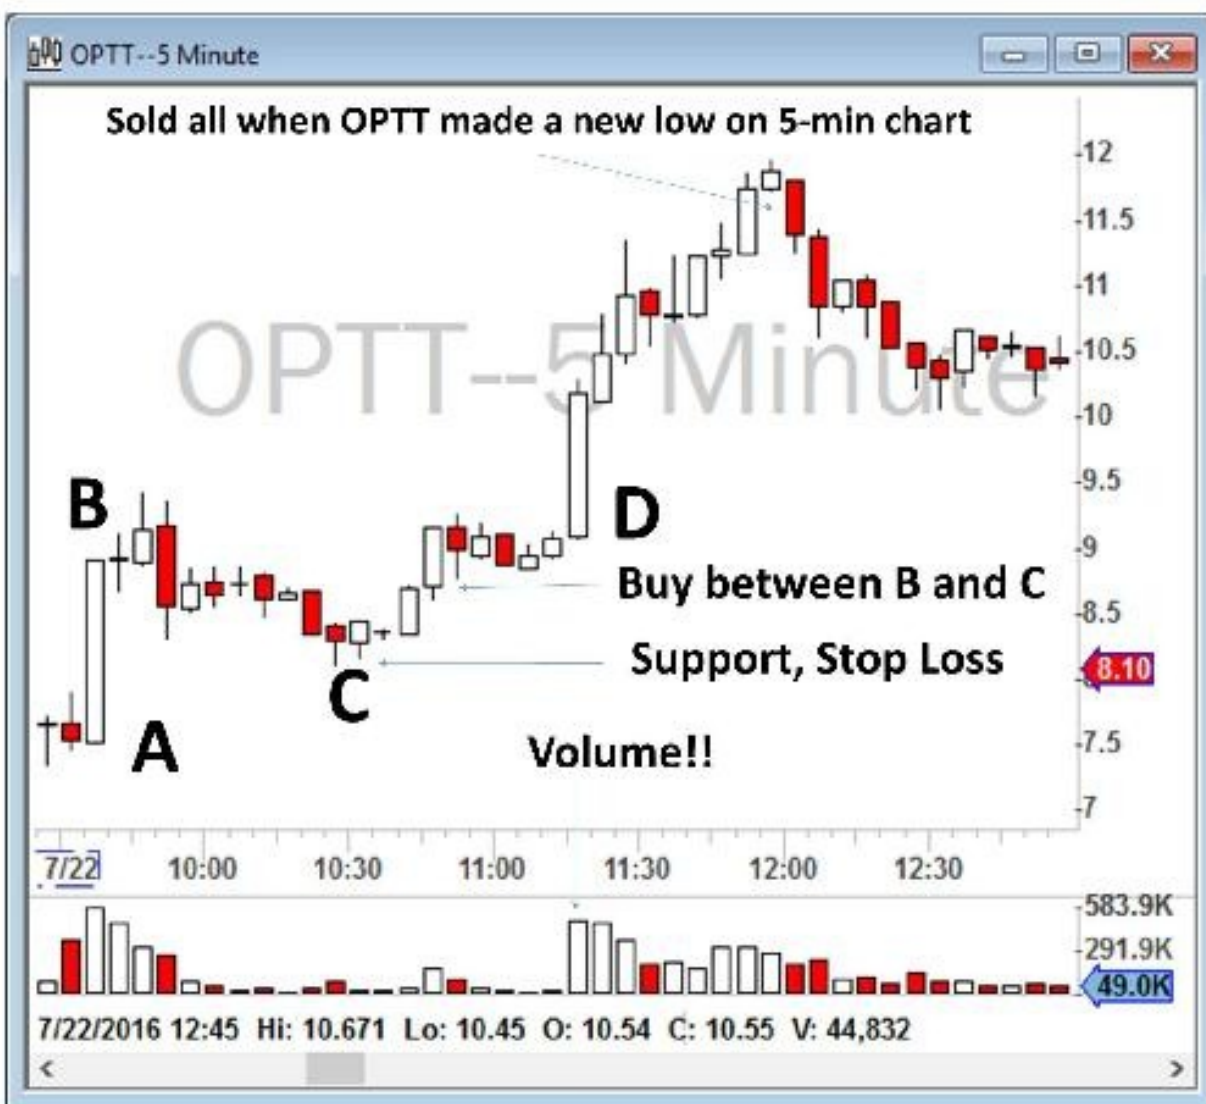 OPTT--5 Minute
Sold all when OPTT made a new low on 5-min chart
12
11.5
11
OPTT--5 Minute
10.5
10
9.5
B
D
9
Buy between B and C
8.5
Support, Stop Loss
8.10
C
A
7.5
Volume!!
7
7/22 10:00 10:30 11:00 11:30 12:00 12:30
583.9K
291.9K
49.0K
7/22/2016 12:45 Hi: 10.671 Lo: 10.45 O: 10.54 C: 10.55 V: 44,832